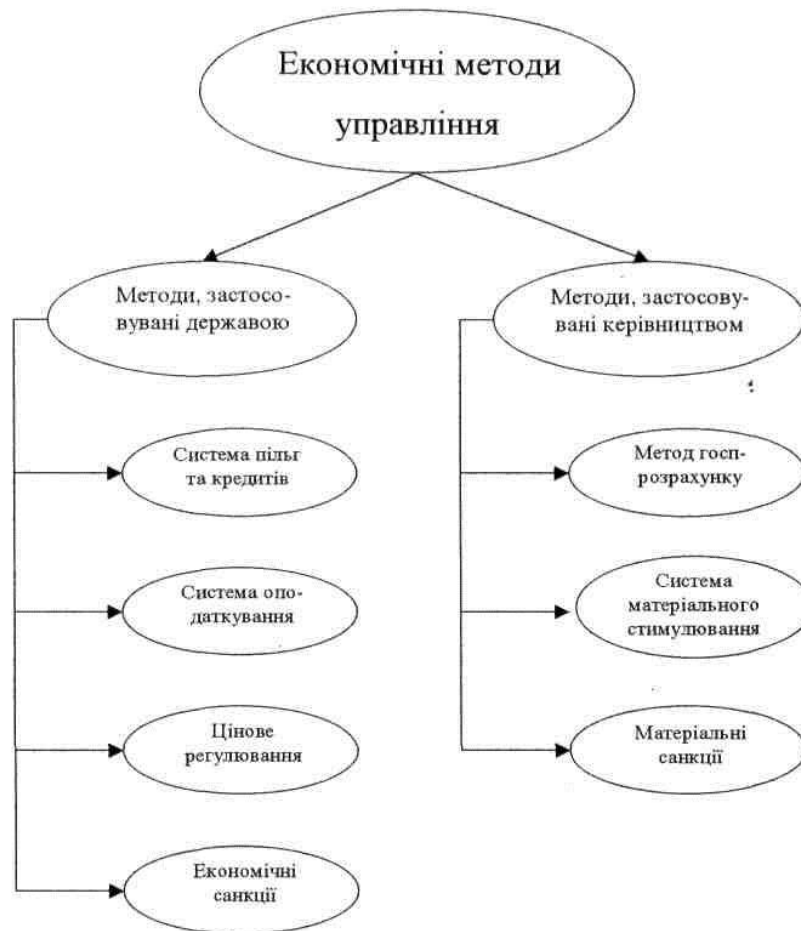 Економічні методи
управління
Методи, застосо-
вувані державою
Методи, застосову-
вані керівництвом
Система пільг
та кредитів
Метод госп-
розрахунку
Система опо-
даткування
Система
матеріального
стимулювання
Цінове
регулювання
Матеріальні
санкції
Економічні
санкції